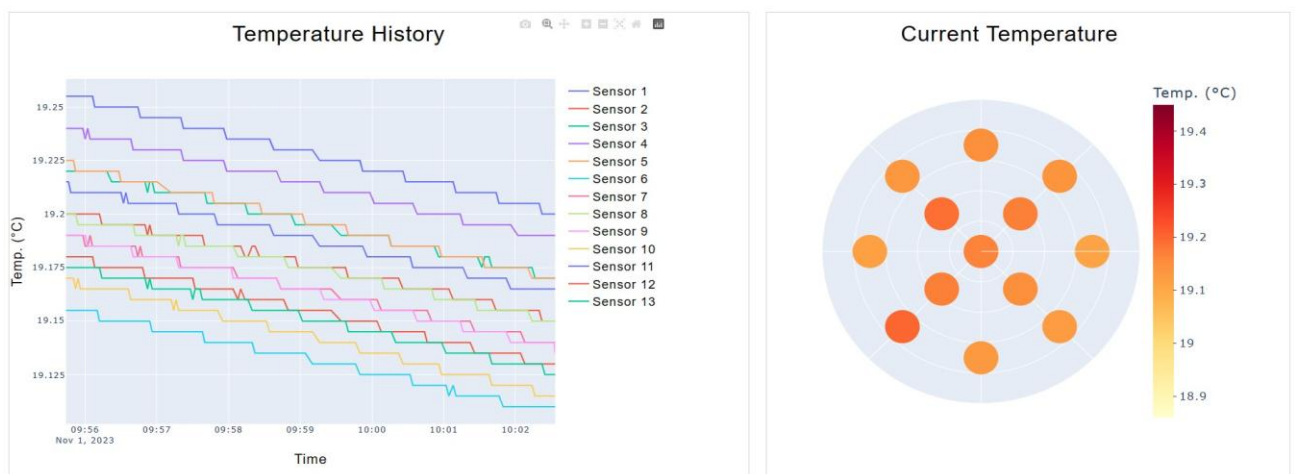 Temperature History
Temp. (°C)
19.25
19.225
19.2
19.175
19.15
19.125
09:56
09:57
09:58
09:59
10:00
10:01
10:02
Nov 1, 2023
Time
Sensor 1
Sensor 2
Sensor 3
Sensor 4
Sensor 5
Sensor 6
Sensor 7
Sensor 8
Sensor 9
Sensor 10
Sensor 11
Sensor 12
Sensor 13
Current Temperature
Temp. (°C)
19.4
19.3
19.2
19.1
19
18.9